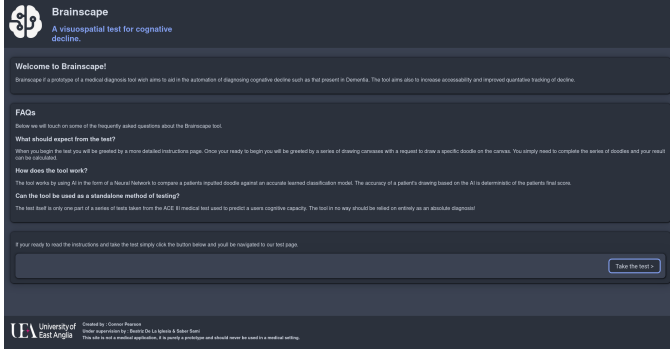 Brainscape
A visuospatial test for cognitive
decline.
Welcome to Brainscape!
Brainscape if a prototype of a medical diagnosis tool wich aims to aid in the automation of diagnosing cognitive decline such as that present in Dementia. The tool aims also to increase accessability and improved quantative tracking of decline.
FAQs
Below we will touch on some of the frequently asked questions about the Brainscape tool.
What should expect from the test?
When you begin the test you will be greeted by a more detailed instructions page. Once your ready to begin you will be greeted by a series of drawing canvases with a request to draw a specific doodle on the canvas. You simply need to complete the series of doodles and your result
can be calculated.
How does the tool work?
The tool works by using AI in the form of a Neural Network to compare a patients inputted doodle against an accurate learned classification model. The accuracy of a patient's drawing based on the AI is deterministic of the patients final score.
Can the tool be used as a standalone method of testing?
The test itself is only one part of a series of tests taken from the ACE III medical test used to predict a users cognitive capacity. The tool in no way should be relied on entirely as an absolute diagnosis!
If your ready to read the instructions and take the test simply click the button below and youll be navigated to our test page.
Take the test >
UEA University of
East Anglia
Created by : Connor Pearson
Under supervision by : Beatriz De La Iglesia & Saber Sami
This site is not a medical application, it is purely a prototype and should never be used in a medical setting.